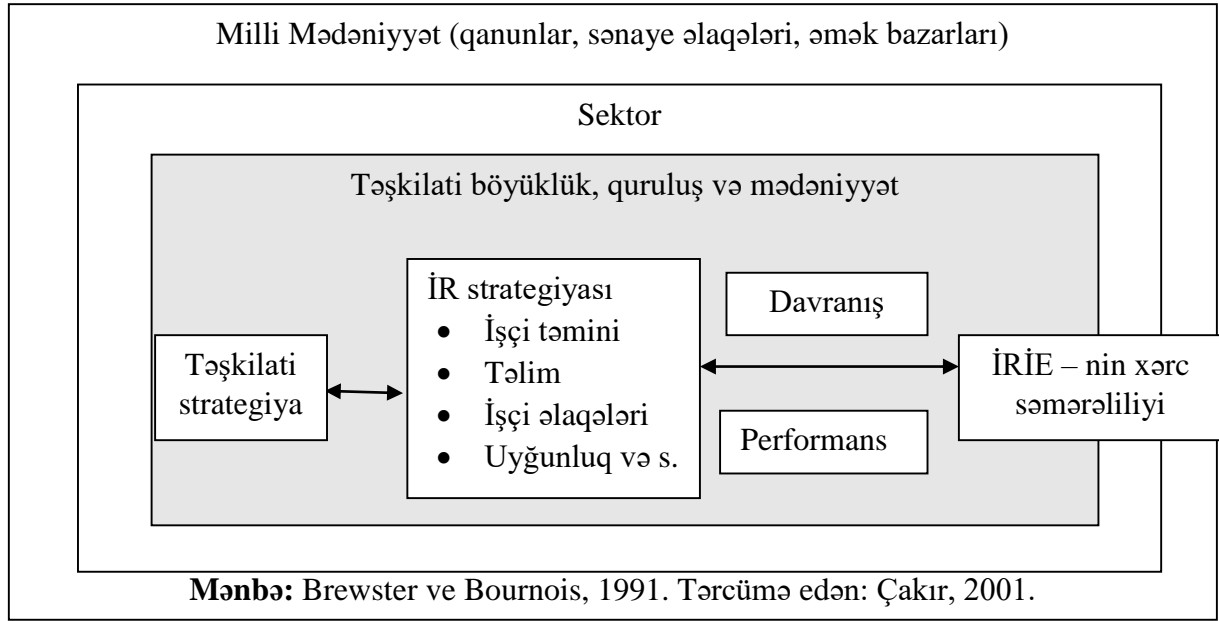 Milli Mədəniyyət (qanunlar, sənaye əlaqələri, əmək bazarları)
Sektor
Təşkilati böyüklük, quruluş və mədəniyyət
Təşkilati
strategiya
İR strategiyası
• İşçi təmini
• Təlim
• İşçi əlaqələri
• Uyğunluq və s.
Davranış
Performans
İRİE – nin xərc
səmərəliliyi
Mənbə: Brewster ve Bournois, 1991. Tərcümə edən: Çakır, 2001.